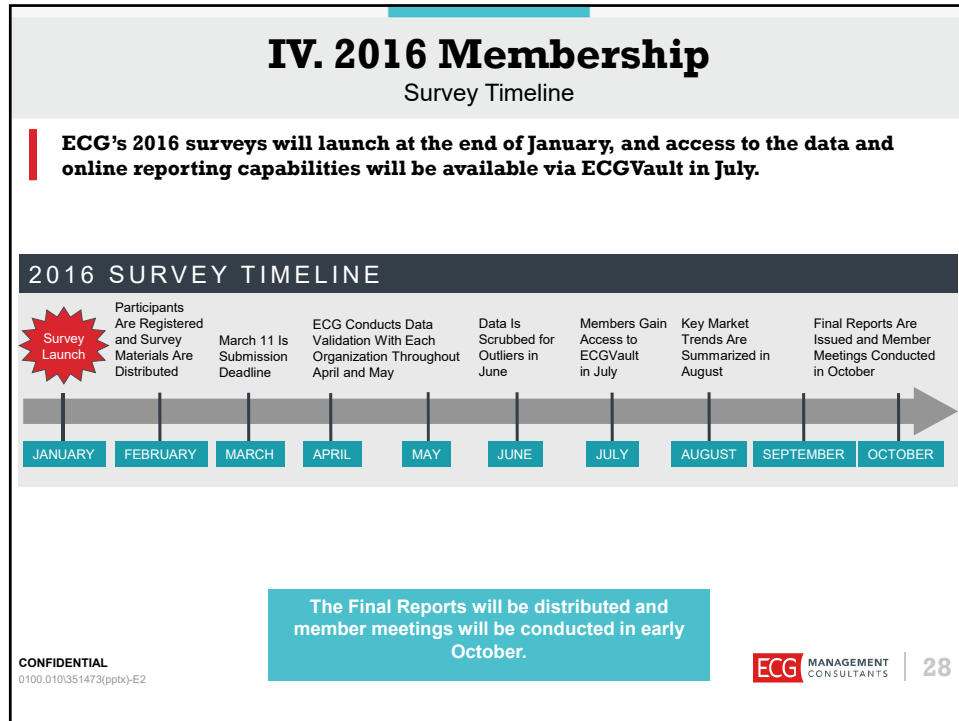 IV. 2016 Membership
Survey Timeline
ECG's 2016 surveys will launch at the end of January, and access to the data and
online reporting capabilities will be available via ECGVault in July.
2016 SURVEY TIMELINE
Survey
Launch
Participants
Are Registered
and Survey
Materials Are
Distributed
March 11 Is
Submission
Deadline
ECG Conducts Data
Validation With Each
Organization Throughout
April and May
Data Is
Scrubbed for
Outliers in
June
Members Gain
Access to
ECGVault
in July
Key Market
Trends Are
Summarized in
August
Final Reports Are
Issued and Member
Meetings Conducted
in October
JANUARY FEBRUARY MARCH APRIL MAY JUNE JULY AUGUST SEPTEMBER OCTOBER
The Final Reports will be distributed and
member meetings will be conducted in early
October.
CONFIDENTIAL
0100.010\351473(pptx)-E2
ECG MANAGEMENT
CONSULTANTS
28